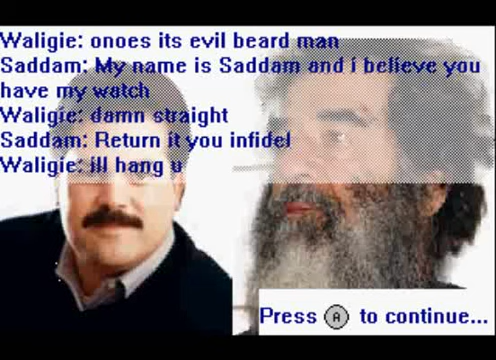 Waligie: onoes its evil beard man
Saddam: My name is Saddam and i believe you
have my watch
Waligie: damn straight
Saddam: Return it you infidel
Waligie: ill hang u
Press A to continue...